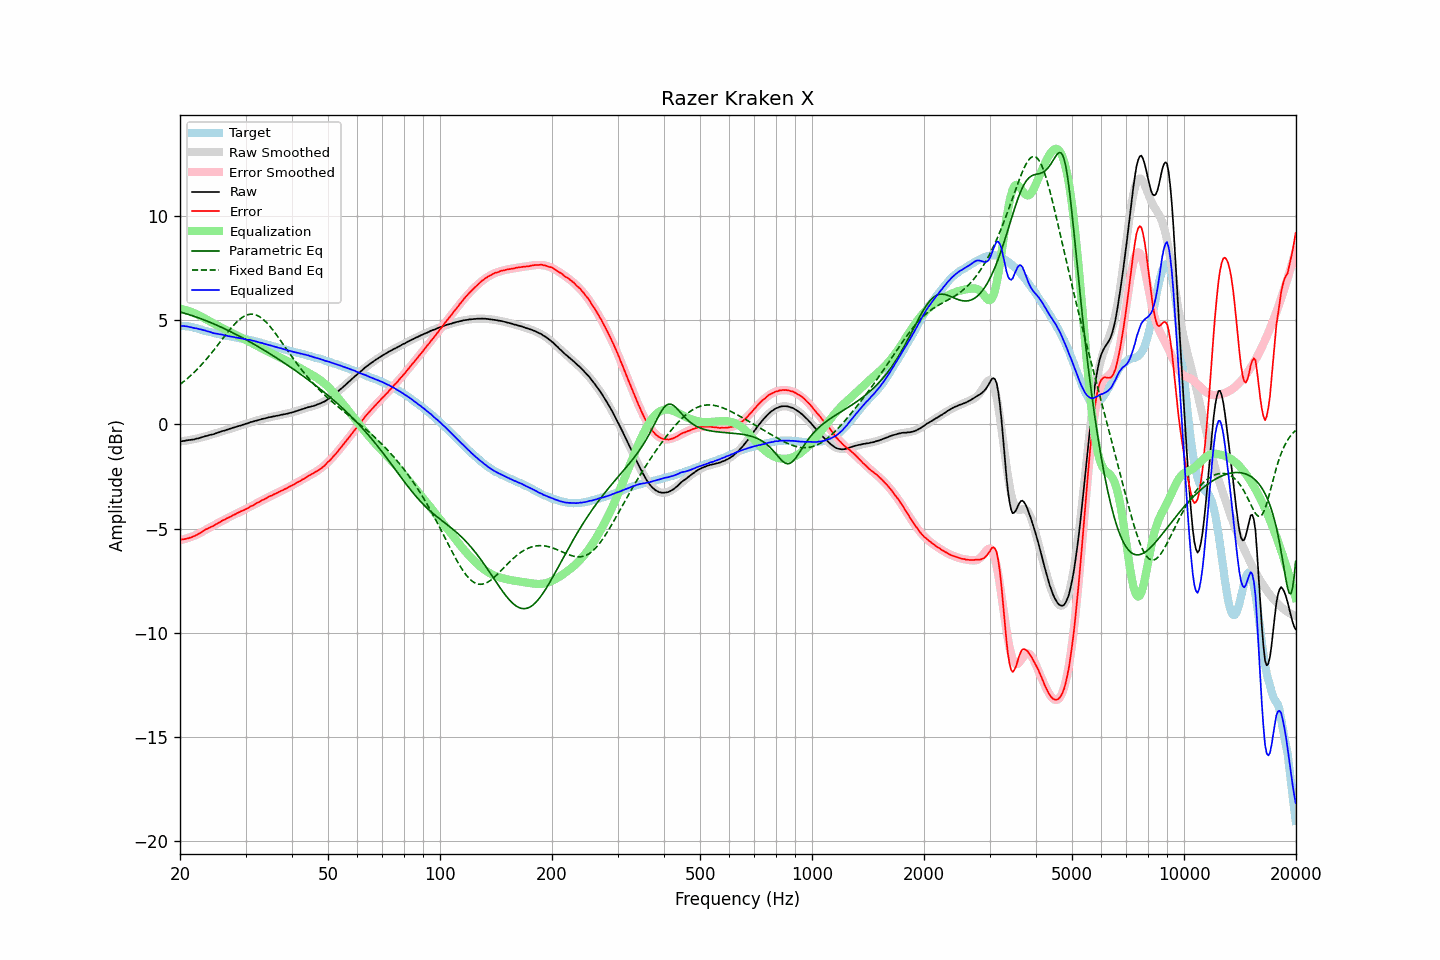 Razer Kraken X
Target
Raw Smoothed
Error Smoothed
Raw
Error
Equalization
Parametric Eq
Fixed Band Eq
Equalized
Amplitude (dBr)
10
5
0
−5
−10
−15
−20
20 50 100 200 500 1000 2000 5000 10000 20000
Frequency (Hz)